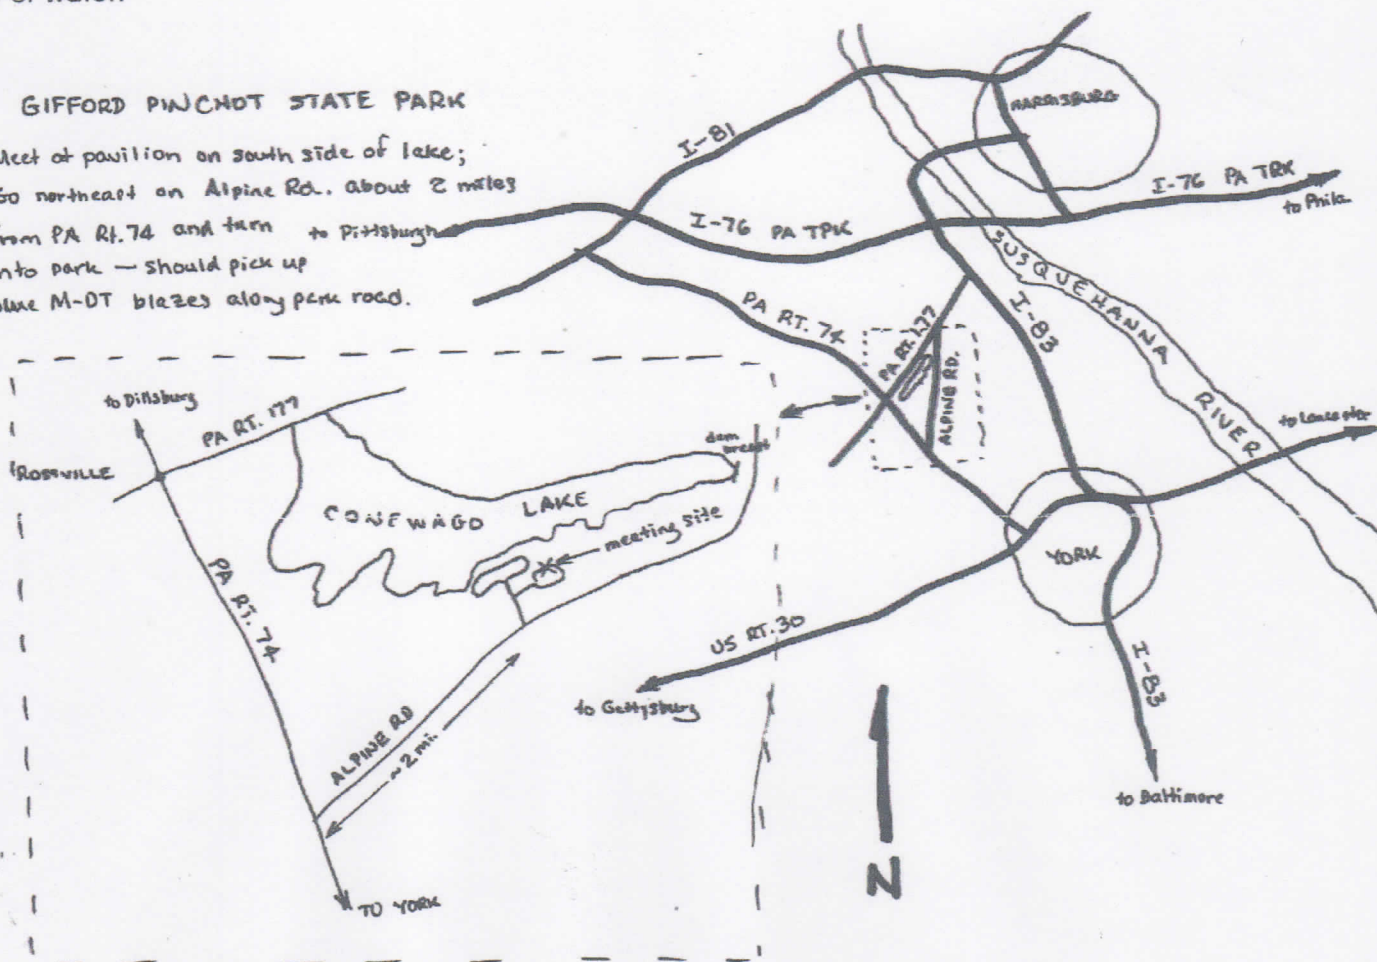 GIFFORD PINCHOT STATE PARK
Meet at pavilion on south side of lake;
Go northeast on Alpine Rd. about 2 miles
from PA Rt. 74 and turn
into park — should pick up
blue M-DT blazes along park road.
HARRISBURG
I-81
I-76 PA TRK
to Phila.
to Pittsburgh
I-76 PA TPK
SUSQUEHANNA RIVER
PA RT. 74
I-83
PA RT. 177
ALPINE RD.
to Lancaster
to Dillsburg
PA RT. 177
ROSSVILLE
dam
breast
CONEWAGO LAKE
meeting site
PA RT. 74
YORK
US RT. 30
to Gettysburg
I-83
ALPINE RD
~2 mi.
to Baltimore
N
TO YORK